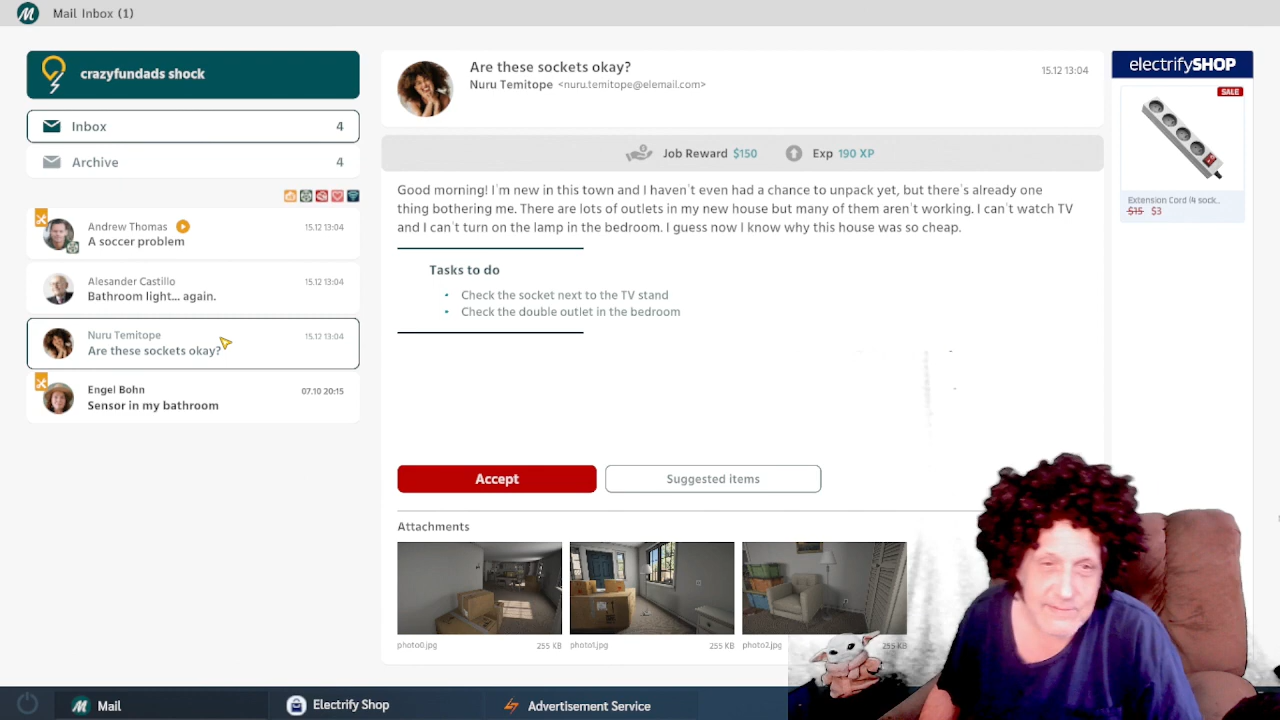 Mail Inbox (1)
crazyfundads shock
Inbox 4
Archive 4
Andrew Thomas 15.12 13:04
A soccer problem
Alesander Castillo 15.12 13:04
Bathroom light... again.
Nuru Temitope 15.12 13:04
Are these sockets okay?
Engel Bohn 07.10 20:15
Sensor in my bathroom
Are these sockets okay?
Nuru Temitope <nuru.temitope@elemail.com>
15.12 13:04
Job Reward $150 Exp 190 XP
Good morning! I'm new in this town and I haven't even had a chance to unpack yet, but there's already one
thing bothering me. There are lots of outlets in my new house but many of them aren't working. I can't watch TV
and I can't turn on the lamp in the bedroom. I guess now I know why this house was so cheap.
Tasks to do
• Check the socket next to the TV stand
• Check the double outlet in the bedroom
Accept Suggested items
Attachments
photo0.jpg 255 KB photo1.jpg 255 KB photo2.jpg 255 KB
electrifySHOP
SALE
Extension Cord (4 sock..
$15 $3
Mail Electrify Shop Advertisement Service